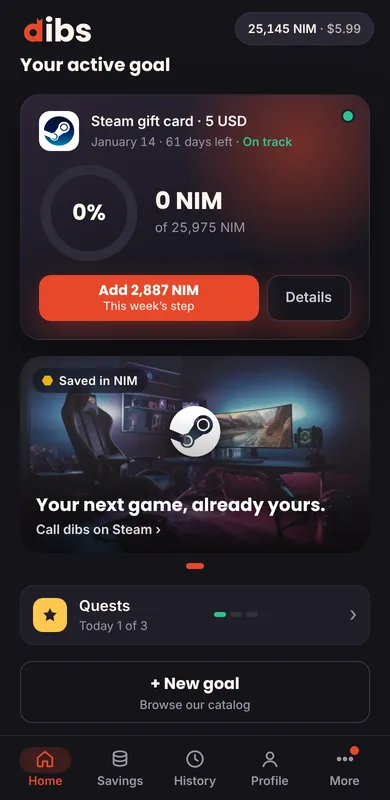 dibs
25,145 NIM · $5.99
Your active goal
Steam gift card · 5 USD
January 14 · 61 days left · On track
0%
0 NIM
of 25,975 NIM
Add 2,887 NIM
This week's step
Details
Saved in NIM
Your next game, already yours.
Call dibs on Steam ›
Quests
Today 1 of 3
+ New goal
Browse our catalog
Home
Savings
History
Profile
More